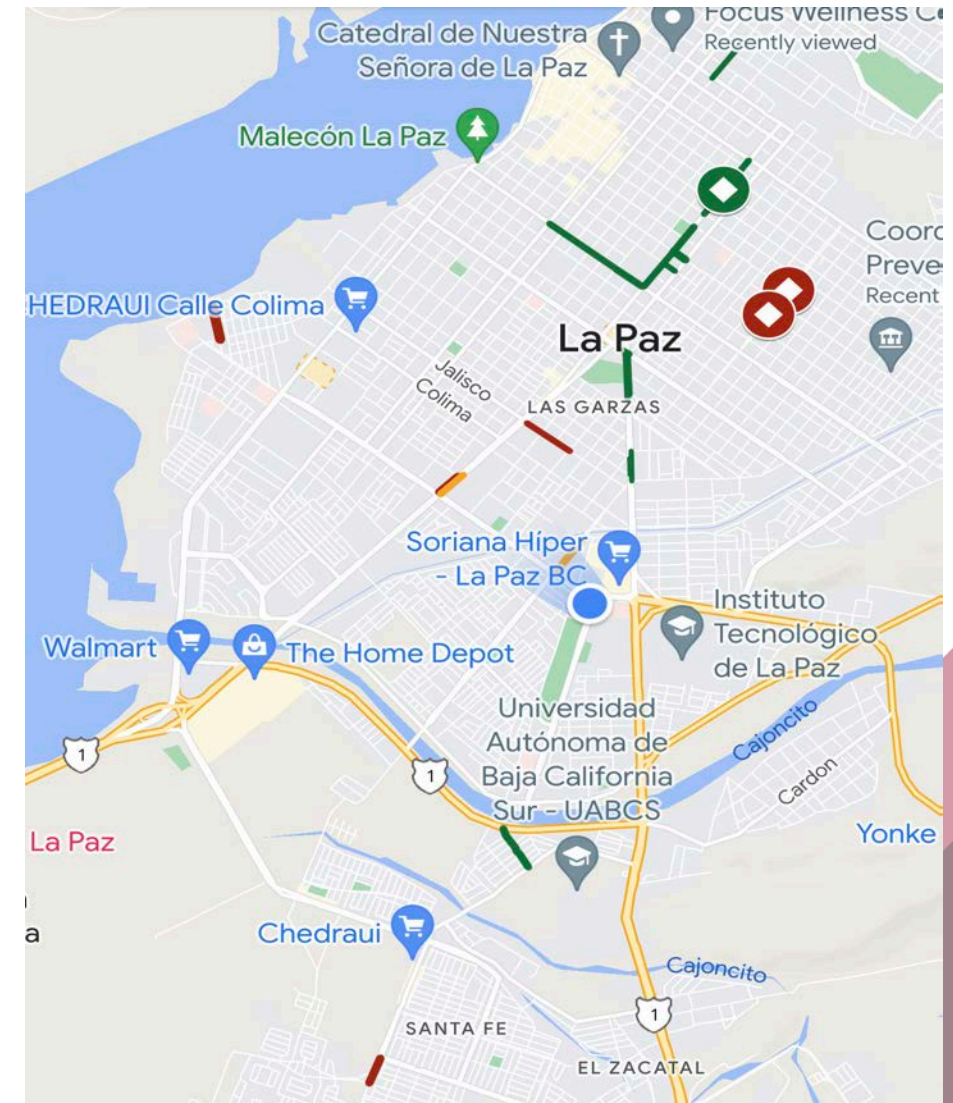 Focus Wellness C
Recently viewed
Catedral de Nuestra
Señora de La Paz
Malecón La Paz
Coord
Preve
Recent
HEDRAUI Calle Colima
La Paz
Jalisco
Colima
LAS GARZAS
Soriana Híper
- La Paz BC
Instituto
Tecnológico
de La Paz
Walmart
The Home Depot
Universidad
Autónoma de
Baja California
Sur - UABCS
Cajoncito
Cardon
1
1
La Paz
Yonke
a
Chedraui
Cajoncito
1
SANTA FE
EL ZACATAL